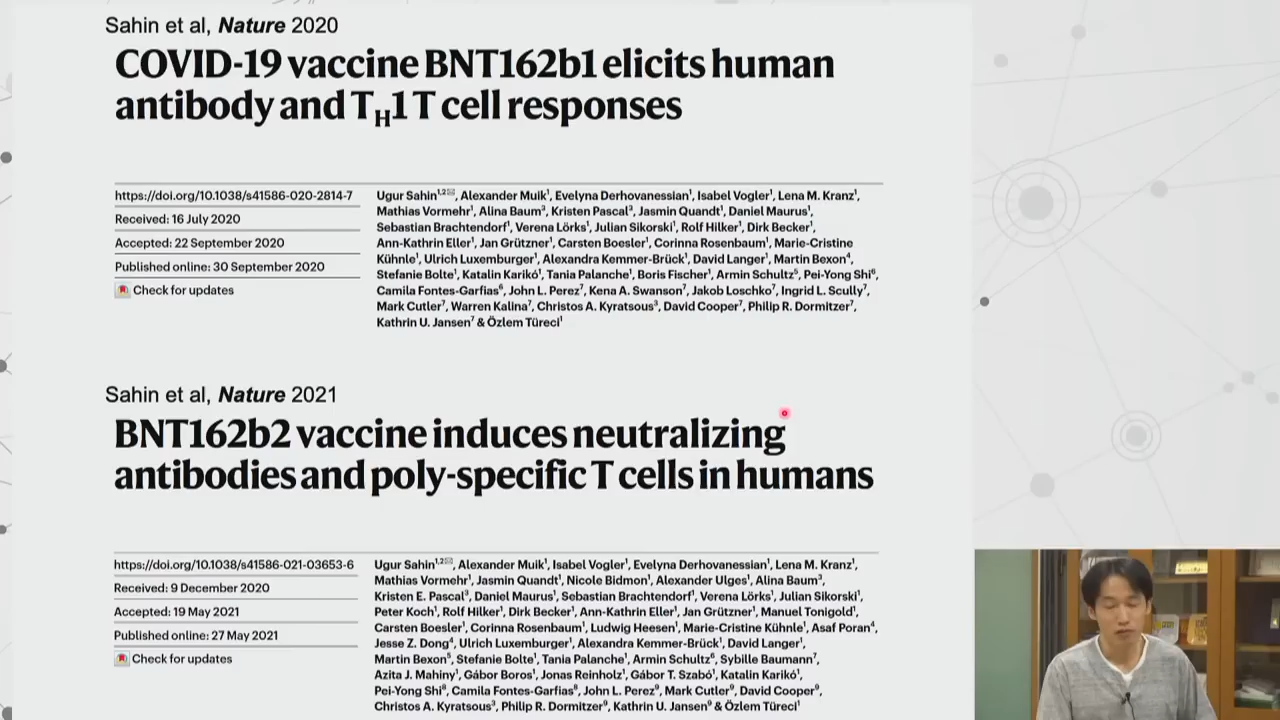 Sahin et al, Nature 2020
COVID-19 vaccine BNT162b1 elicits human
antibody and TH1 T cell responses
https://doi.org/10.1038/s41586-020-2814-7
Received: 16 July 2020
Accepted: 22 September 2020
Published online: 30 September 2020
Check for updates
Ugur Sahin1,2✉, Alexander Muik1, Evelyna Derhovanessian1, Isabel Vogler1, Lena M. Kranz1,
Mathias Vormehr1, Alina Baum3, Kristen Pascal3, Jasmin Quandt1, Daniel Maurus1,
Sebastian Brachtendorf1, Verena Lörks1, Julian Sikorski1, Rolf Hilker1, Dirk Becker1,
Ann-Kathrin Eller1, Jan Grützner1, Carsten Boesler1, Corinna Rosenbaum1, Marie-Cristine
Kühnle1, Ulrich Luxemburger1, Alexandra Kemmer-Brück1, David Langer1, Martin Bexon4,
Stefanie Bolte1, Katalin Karikó1, Tania Palanche1, Boris Fischer1, Armin Schultz5, Pei-Yong Shi6,
Camila Fontes-Garfias6, John L. Perez7, Kena A. Swanson7, Jakob Loschko7, Ingrid L. Scully7,
Mark Cutler7, Warren Kalina7, Christos A. Kyratsous3, David Cooper7, Philip R. Dormitzer7,
Kathrin U. Jansen7 & Özlem Türeci1
Sahin et al, Nature 2021
BNT162b2 vaccine induces neutralizing
antibodies and poly-specific T cells in humans
https://doi.org/10.1038/s41586-021-03653-6
Received: 9 December 2020
Accepted: 19 May 2021
Published online: 27 May 2021
Check for updates
Ugur Sahin1,2✉, Alexander Muik1, Isabel Vogler1, Evelyna Derhovanessian1, Lena M. Kranz1,
Mathias Vormehr1, Jasmin Quandt1, Nicole Bidmon1, Alexander Ulges1, Alina Baum3,
Kristen E. Pascal3, Daniel Maurus1, Sebastian Brachtendorf1, Verena Lörks1, Julian Sikorski1,
Peter Koch1, Rolf Hilker1, Dirk Becker1, Ann-Kathrin Eller1, Jan Grützner1, Manuel Tonigold1,
Carsten Boesler1, Corinna Rosenbaum1, Ludwig Heesen1, Marie-Cristine Kühnle1, Asaf Poran4,
Jesse Z. Dong4, Ulrich Luxemburger1, Alexandra Kemmer-Brück1, David Langer1,
Martin Bexon5, Stefanie Bolte1, Tania Palanche1, Armin Schultz6, Sybille Baumann7,
Azita J. Mahiny1, Gábor Boros1, Jonas Reinholz1, Gábor T. Szabó1, Katalin Karikó1,
Pei-Yong Shi8, Camila Fontes-Garfias8, John L. Perez9, Mark Cutler9, David Cooper9,
Christos A. Kyratsous3, Philip R. Dormitzer9, Kathrin U. Jansen9 & Özlem Türeci1